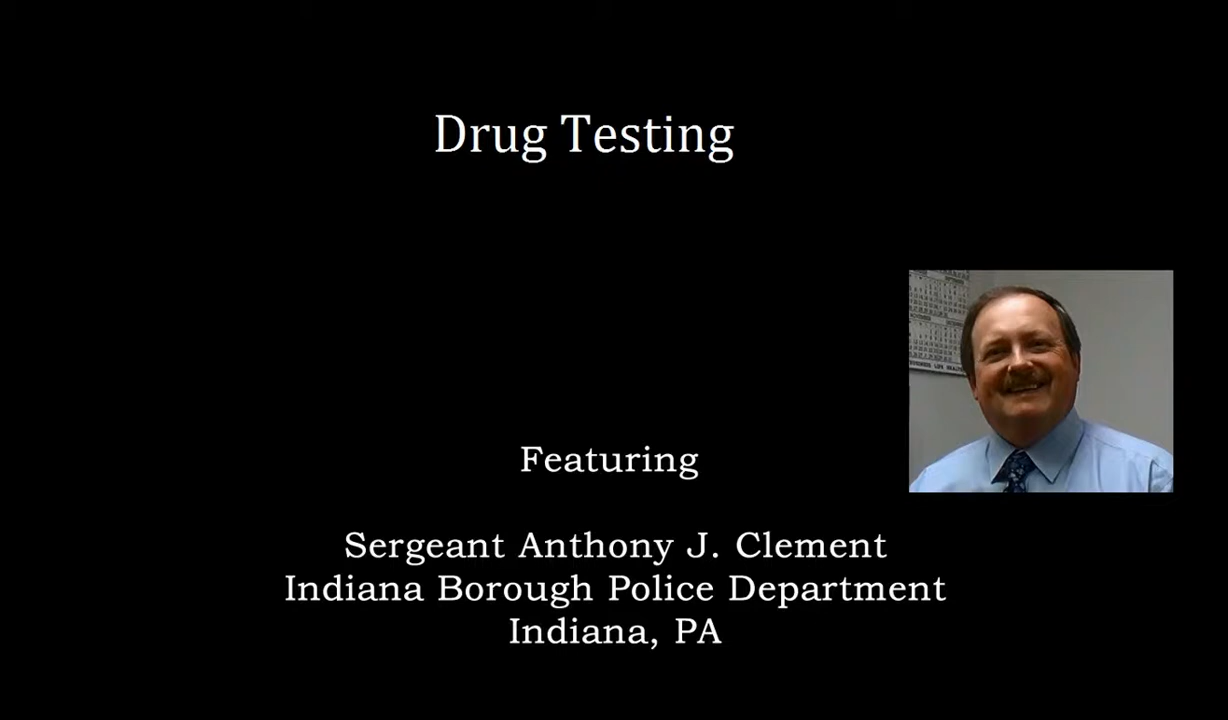 Drug Testing
Featuring
Sergeant Anthony J. Clement
Indiana Borough Police Department
Indiana, PA